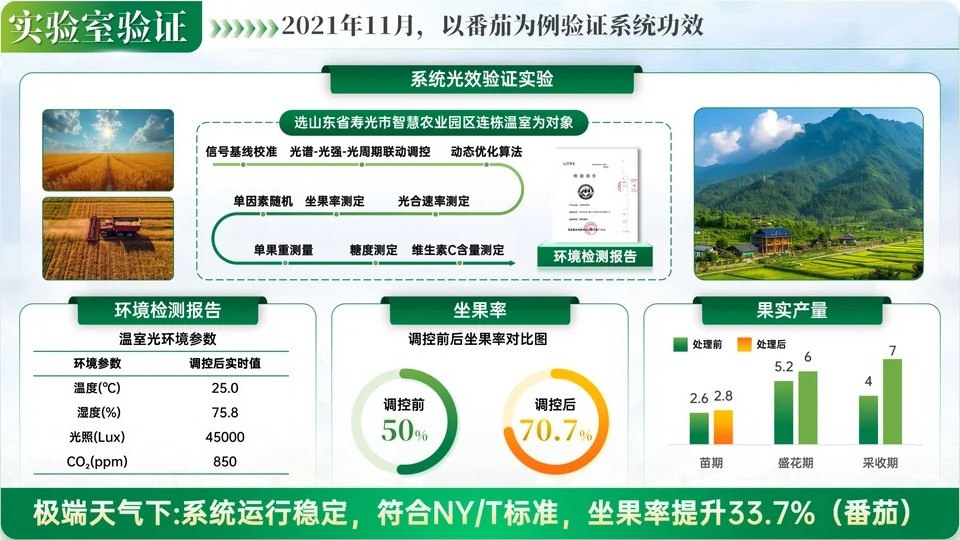 实验室验证
2021年11月，以番茄为例验证系统功效
系统光效验证实验
选山东省寿光市智慧农业园区连栋温室为对象
信号基线校准 光谱-光强-光周期联动调控 动态优化算法
单因素随机 坐果率测定 光合速率测定
单果重测量 糖度测定 维生素C含量测定
环境检测报告
环境检测报告
温室光环境参数
环境参数 调控后实时值
温度(℃) 25.0
湿度(%) 75.8
光照(Lux) 45000
CO₂(ppm) 850
坐果率
调控前后坐果率对比图
调控前
50%
调控后
70.7%
果实产量
处理前 处理后
2.6 2.8
5.2 6
4 7
苗期 盛花期 采收期
极端天气下:系统运行稳定，符合NY/T标准，坐果率提升33.7%（番茄）